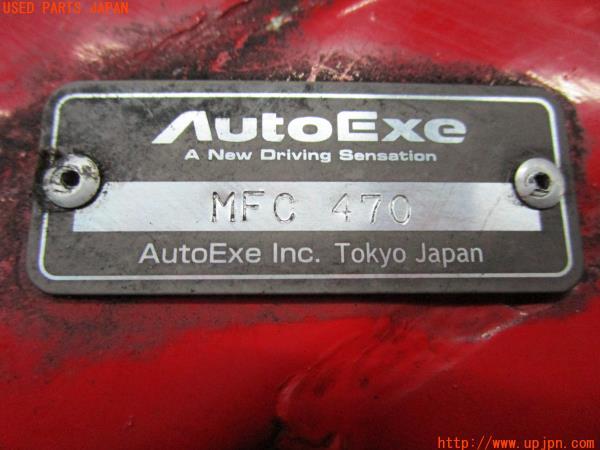 USED PARTS JAPAN
AutoExe
A New Driving Sensation
MFC 470
AutoExe Inc. Tokyo Japan
http://www.upjpn.com